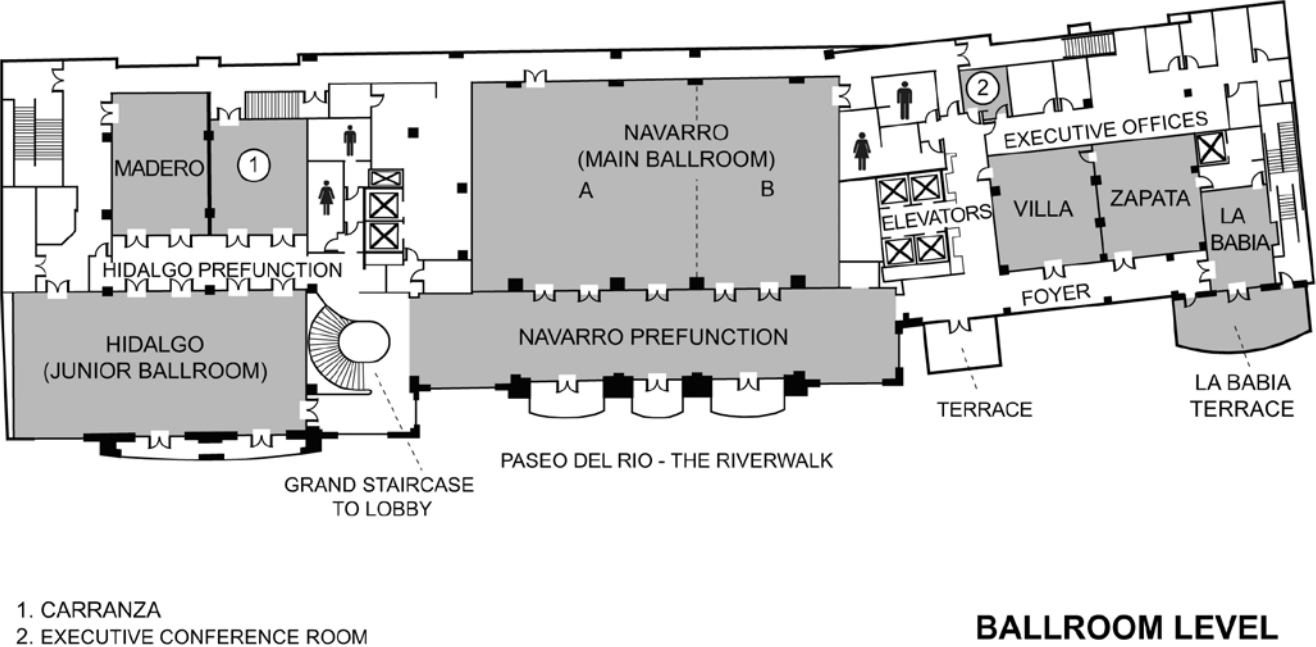 MADERO
1
NAVARRO
(MAIN BALLROOM)
A
B
2
EXECUTIVE OFFICES
ELEVATORS
VILLA
ZAPATA
LA
BABIA
HIDALGO PREFUNCTION
FOYER
HIDALGO
(JUNIOR BALLROOM)
NAVARRO PREFUNCTION
TERRACE
LA BABIA
TERRACE
PASEO DEL RIO - THE RIVERWALK
GRAND STAIRCASE
TO LOBBY
1. CARRANZA
2. EXECUTIVE CONFERENCE ROOM
BALLROOM LEVEL